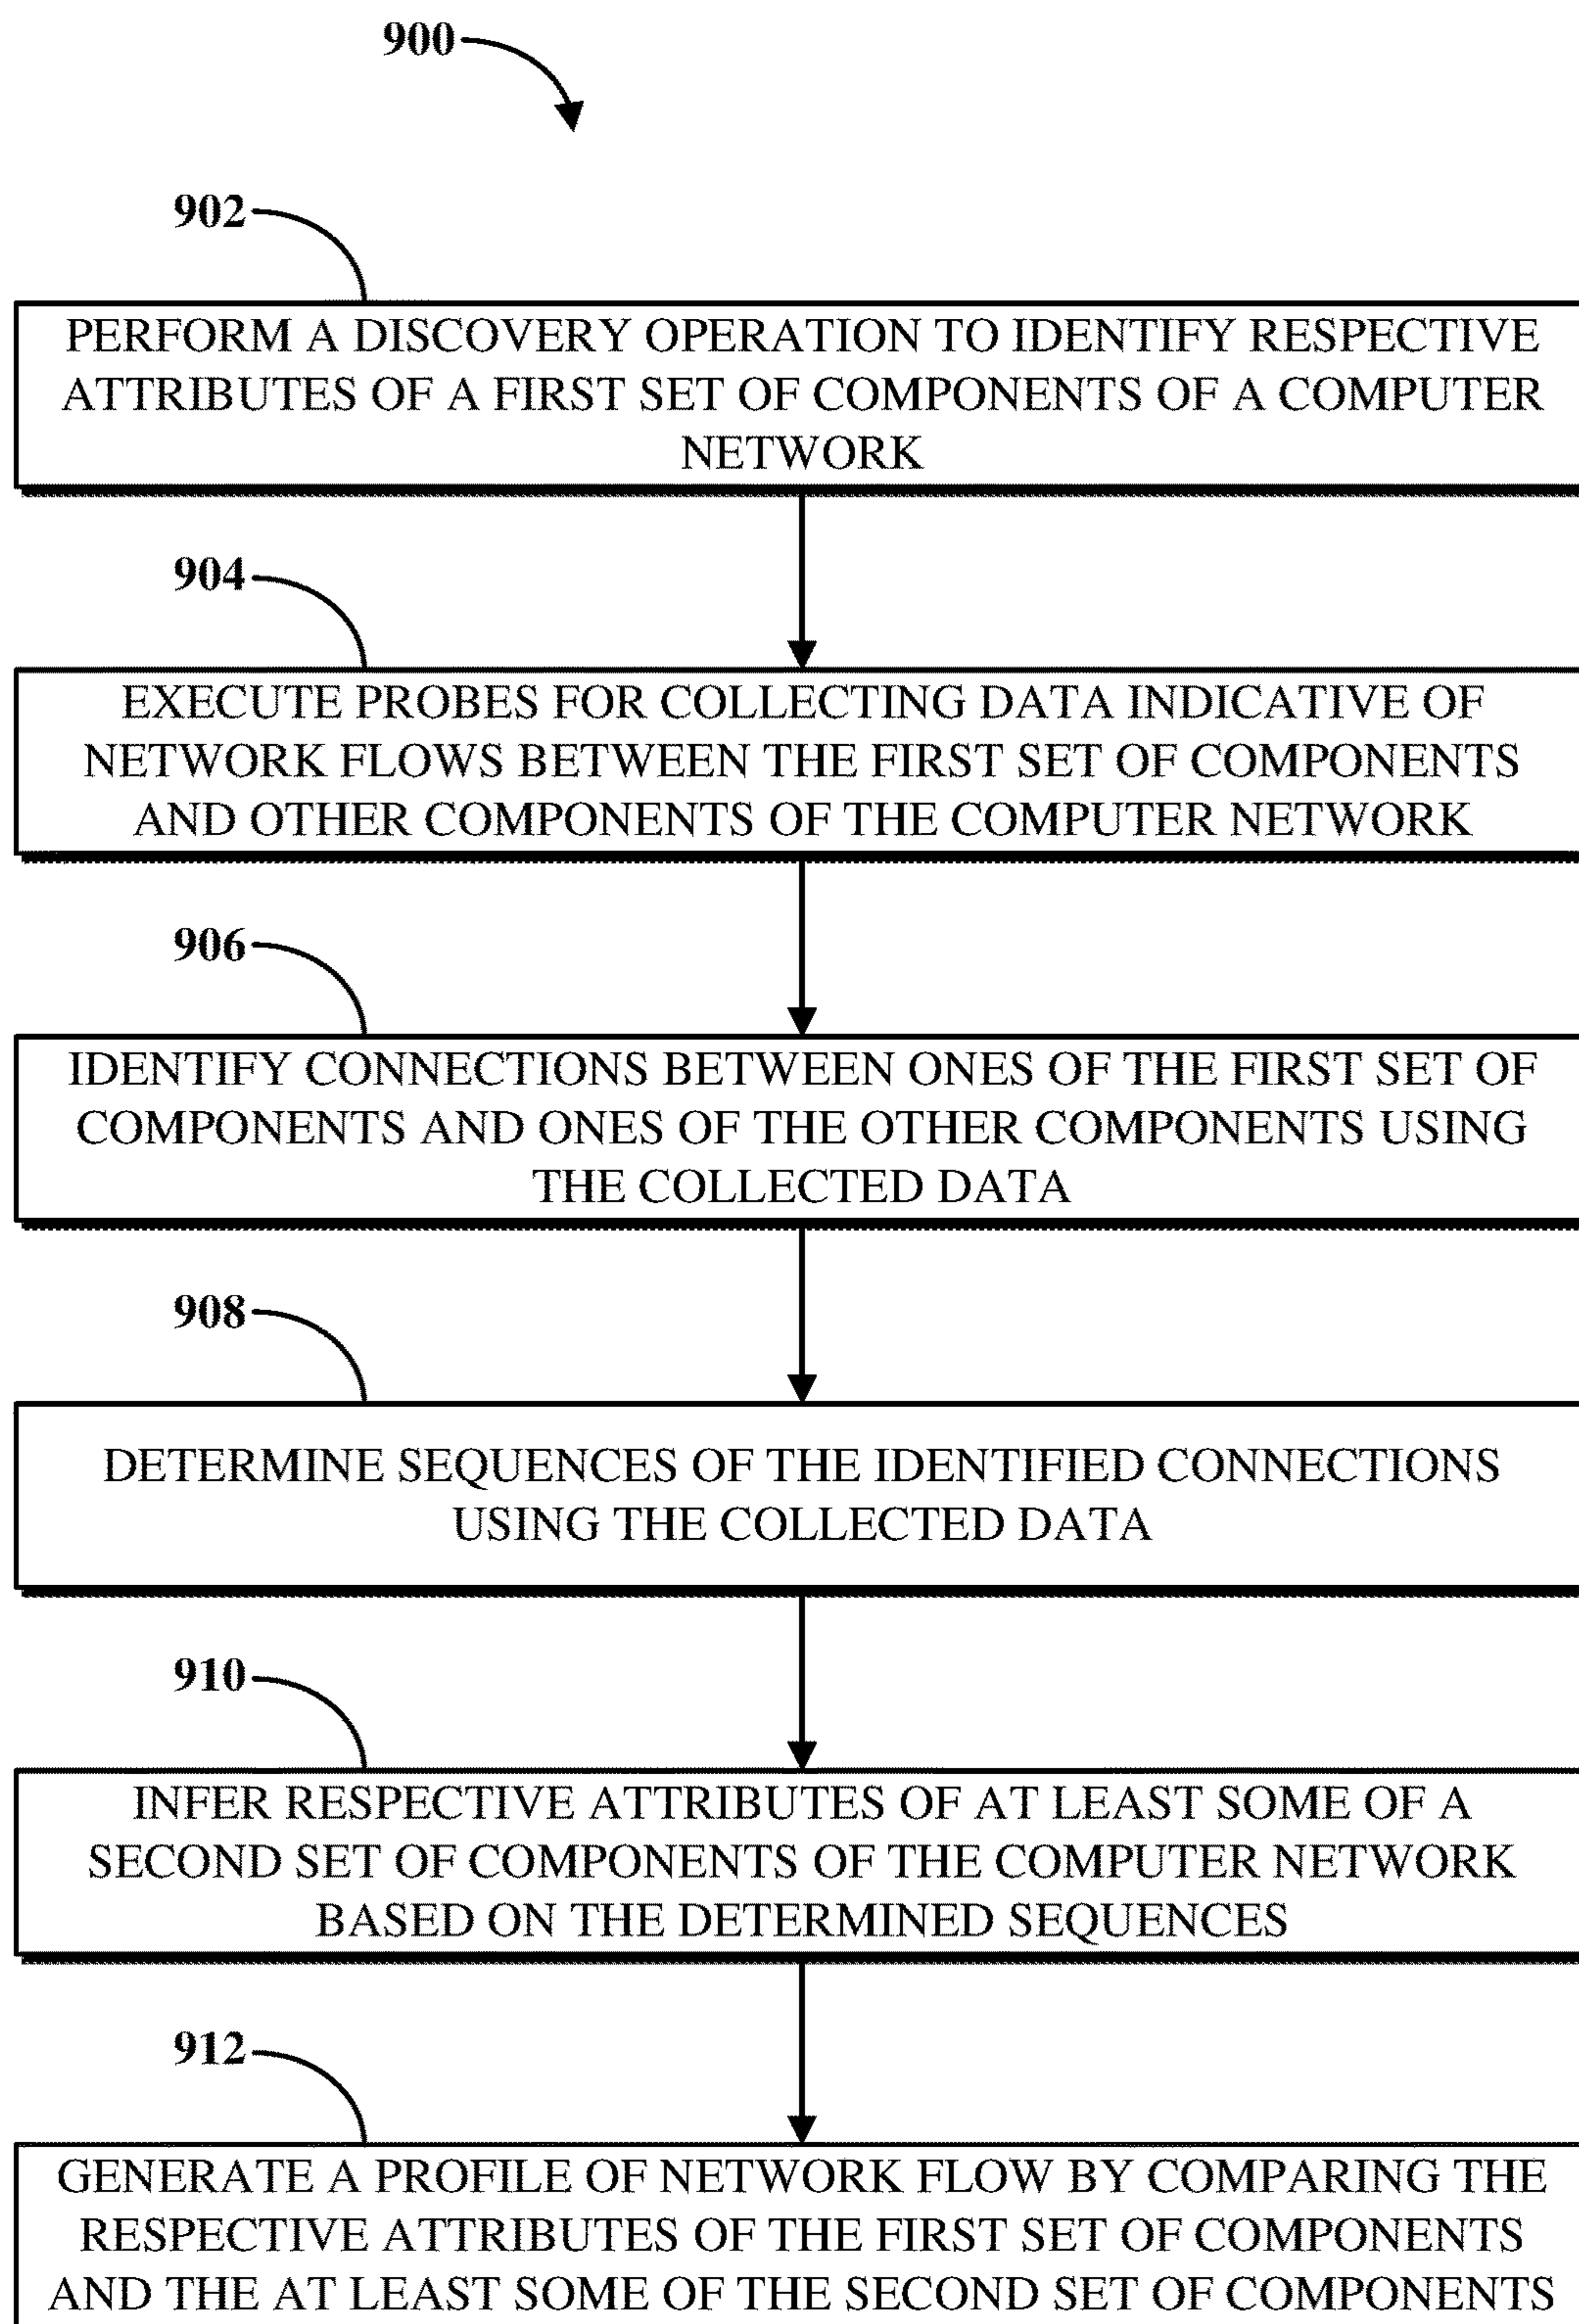 900
902
PERFORM A DISCOVERY OPERATION TO IDENTIFY RESPECTIVE
ATTRIBUTES OF A FIRST SET OF COMPONENTS OF A COMPUTER
NETWORK
904
EXECUTE PROBES FOR COLLECTING DATA INDICATIVE OF
NETWORK FLOWS BETWEEN THE FIRST SET OF COMPONENTS
AND OTHER COMPONENTS OF THE COMPUTER NETWORK
906
IDENTIFY CONNECTIONS BETWEEN ONES OF THE FIRST SET OF
COMPONENTS AND ONES OF THE OTHER COMPONENTS USING
THE COLLECTED DATA
908
DETERMINE SEQUENCES OF THE IDENTIFIED CONNECTIONS
USING THE COLLECTED DATA
910
INFER RESPECTIVE ATTRIBUTES OF AT LEAST SOME OF A
SECOND SET OF COMPONENTS OF THE COMPUTER NETWORK
BASED ON THE DETERMINED SEQUENCES
912
GENERATE A PROFILE OF NETWORK FLOW BY COMPARING THE
RESPECTIVE ATTRIBUTES OF THE FIRST SET OF COMPONENTS
AND THE AT LEAST SOME OF THE SECOND SET OF COMPONENTS